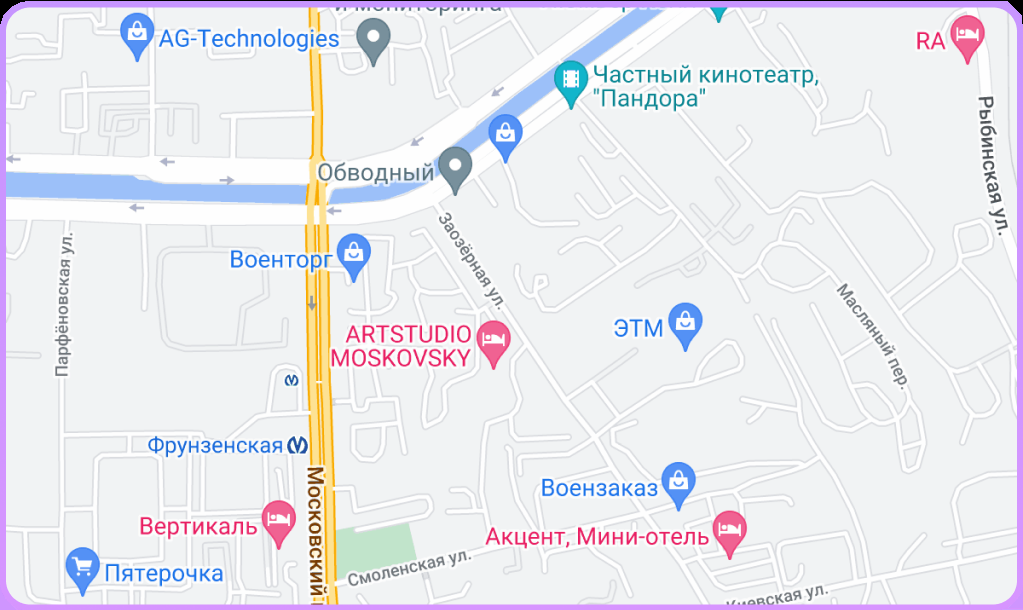 и мониторинга
AG-Technologies
RA
Частный кинотеатр,
"Пандора"
Рыбинская ул.
Обводный
Заозёрная ул.
Военторг
Парфёновская ул.
ARTSTUDIO
MOSKOVSKY
ЭТМ
Масляный пер.
Фрунзенская
Московский
Воензаказ
Вертикаль
Акцент, Мини-отель
Пятерочка
Смоленская ул.
Киевская ул.